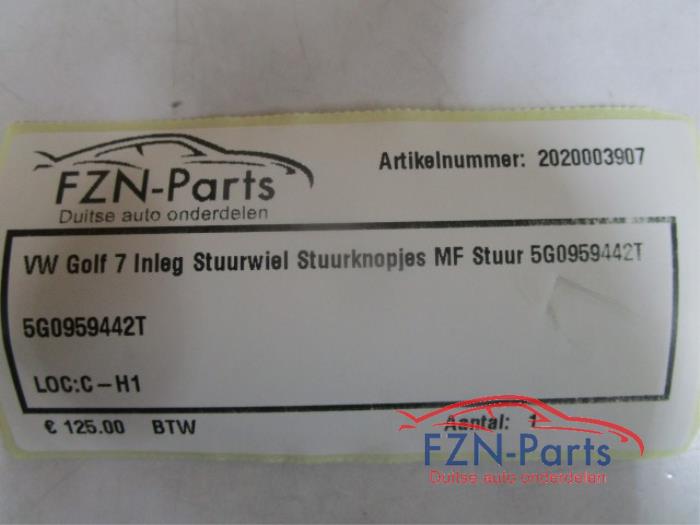 Artikelnummer: 2020003907
FZN-Parts
Duitse auto onderdelen
VW Golf 7 Inleg Stuurwiel Stuurknopjes MF Stuur 5G0959442T
5G0959442T
LOC:C-H1
€ 125.00 BTW Aantal: 1
FZN-Parts
Duitse auto onderdelen